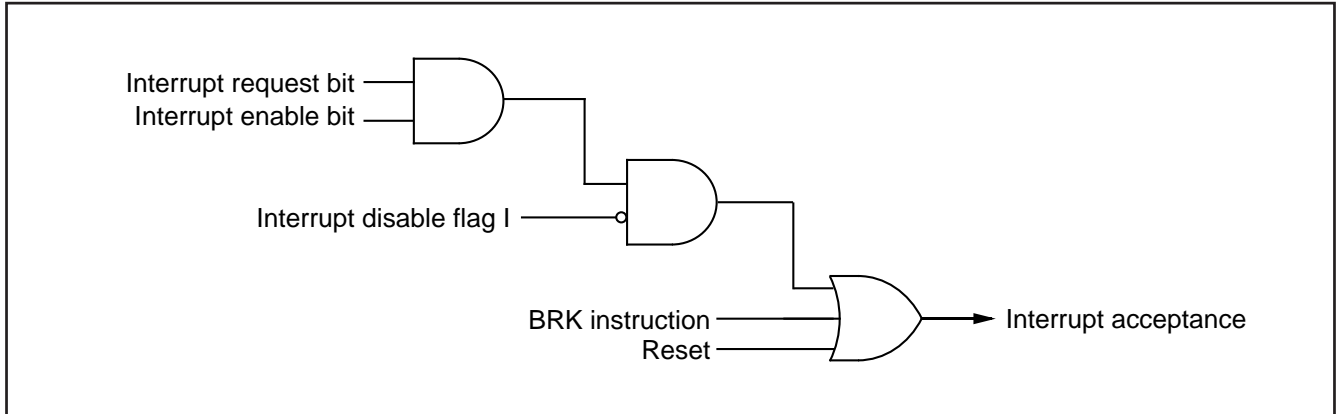 Interrupt request bit
Interrupt enable bit
Interrupt disable flag I
BRK instruction
Reset
Interrupt acceptance